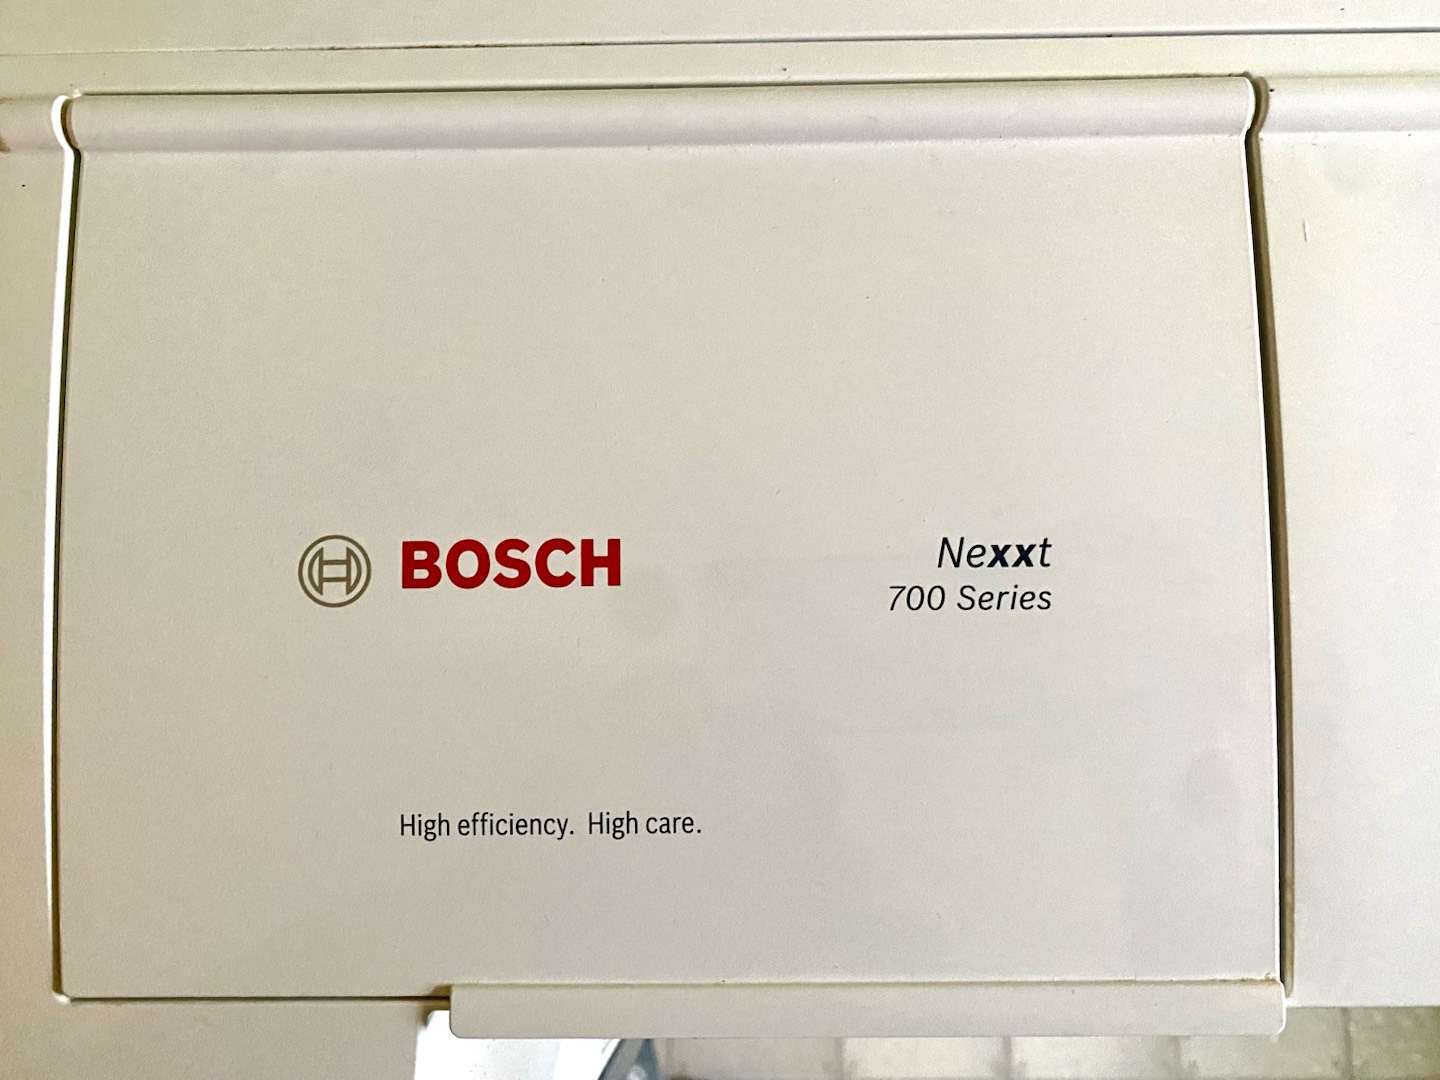 BOSCH
Nexxt
700 Series
High efficiency. High care.